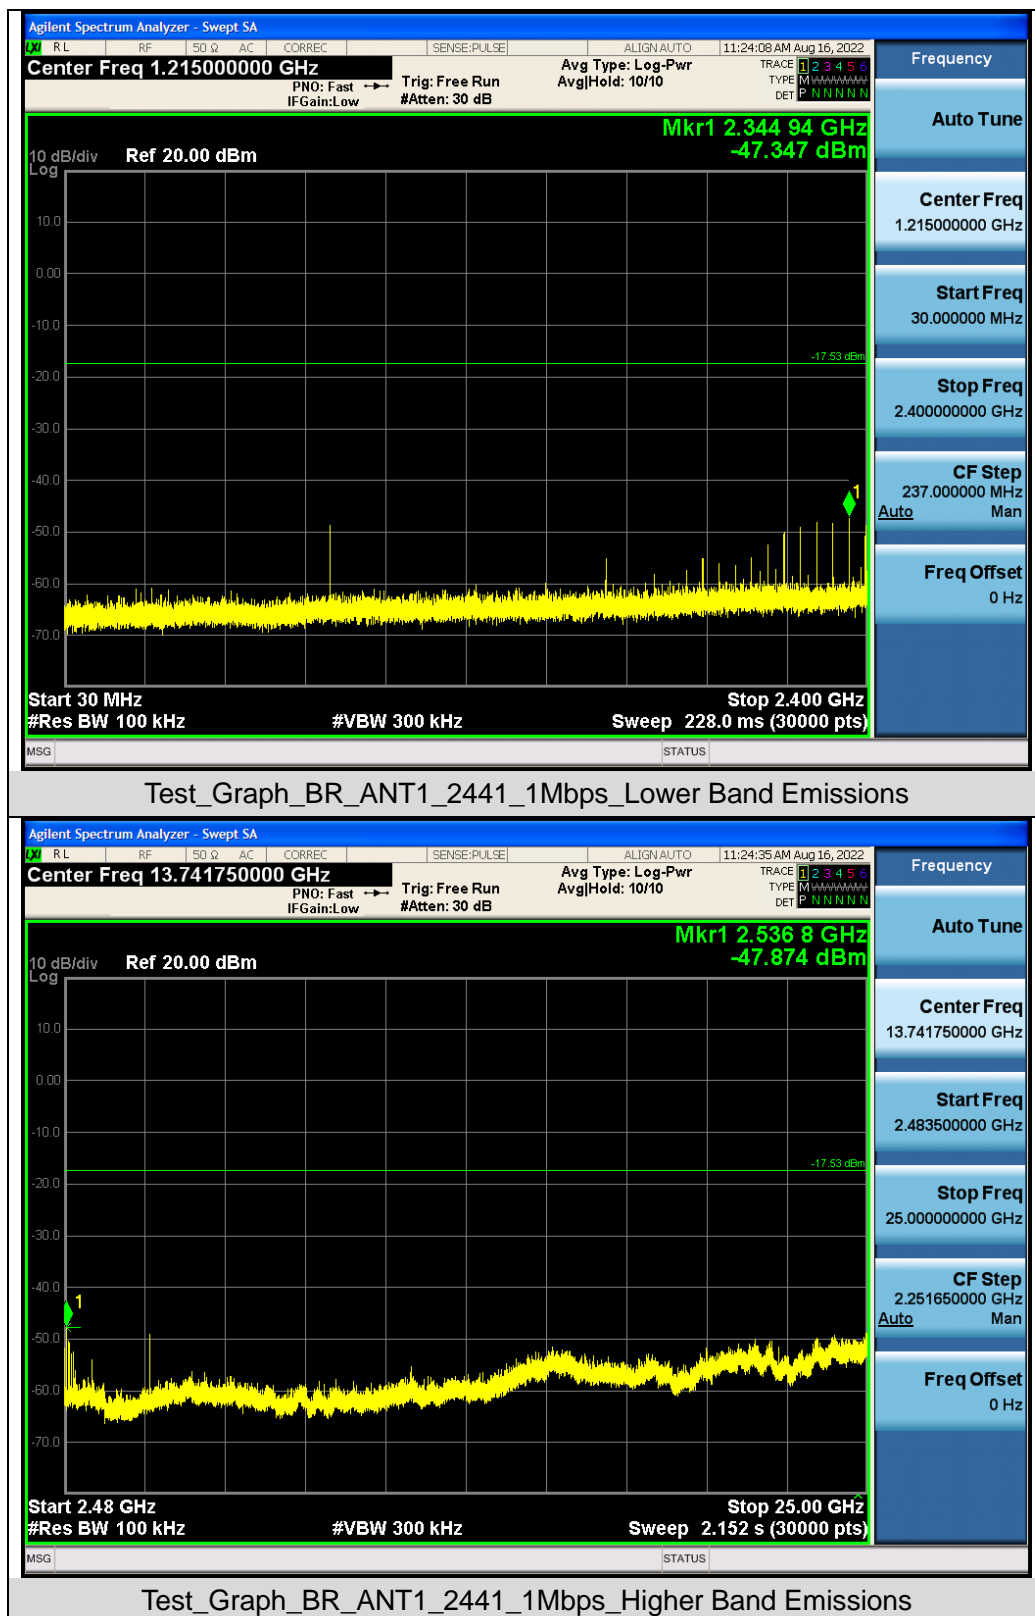 Agilent Spectrum Analyzer - Swept SA
LXI RL RF 50 Ω AC CORREC SENSE:PULSE ALIGN AUTO 11:24:08 AM Aug 16, 2022
Center Freq 1.215000000 GHz
PNO: Fast
IFGain:Low
Trig: Free Run
#Atten: 30 dB
Avg Type: Log-Pwr
Avg|Hold: 10/10
TRACE 1 2 3 4 5 6
TYPE M WWWWW
DET P N N N N N
Mkr1 2.344 94 GHz
-47.347 dBm
10 dB/div Ref 20.00 dBm
Log
10.0
0.00
-10.0
-17.53 dBm
-20.0
-30.0
-40.0
1
-50.0
-60.0
-70.0
Start 30 MHz Stop 2.400 GHz
#Res BW 100 kHz #VBW 300 kHz Sweep 228.0 ms (30000 pts)
MSG STATUS
Frequency
Auto Tune
Center Freq
1.215000000 GHz
Start Freq
30.000000 MHz
Stop Freq
2.400000000 GHz
CF Step
237.000000 MHz
Auto Man
Freq Offset
0 Hz
Test_Graph_BR_ANT1_2441_1Mbps_Lower Band Emissions
Agilent Spectrum Analyzer - Swept SA
LXI RL RF 50 Ω AC CORREC SENSE:PULSE ALIGN AUTO 11:24:35 AM Aug 16, 2022
Center Freq 13.741750000 GHz
PNO: Fast
IFGain:Low
Trig: Free Run
#Atten: 30 dB
Avg Type: Log-Pwr
Avg|Hold: 10/10
TRACE 1 2 3 4 5 6
TYPE M WWWWW
DET P N N N N N
Mkr1 2.536 8 GHz
-47.874 dBm
10 dB/div Ref 20.00 dBm
Log
10.0
0.00
-10.0
-17.53 dBm
-20.0
-30.0
-40.0
1
-50.0
-60.0
-70.0
Start 2.48 GHz Stop 25.00 GHz
#Res BW 100 kHz #VBW 300 kHz Sweep 2.152 s (30000 pts)
MSG STATUS
Frequency
Auto Tune
Center Freq
13.741750000 GHz
Start Freq
2.483500000 GHz
Stop Freq
25.000000000 GHz
CF Step
2.251650000 GHz
Auto Man
Freq Offset
0 Hz
Test_Graph_BR_ANT1_2441_1Mbps_Higher Band Emissions